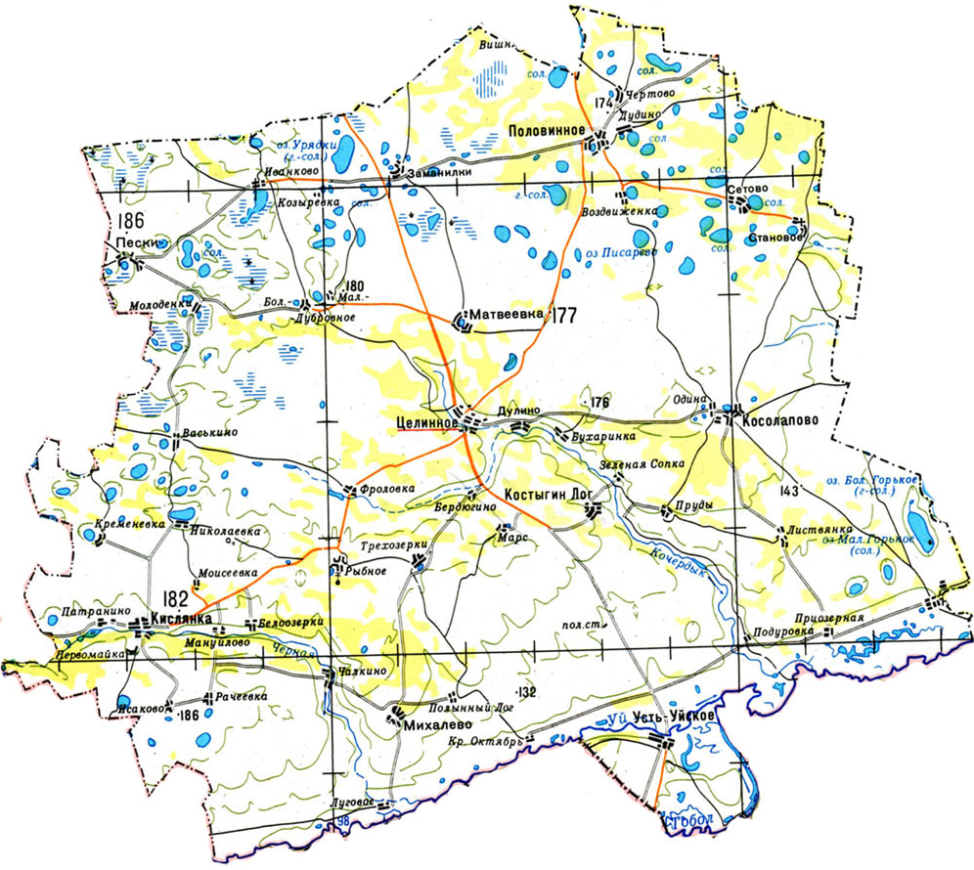 Вишн
сол.
сол.
174
Чертово
Дудино
Половинное
сол.
оз.Урядки
(г.-сол.)
Иванково
Заманилки
сол.
Козыревка
сол.
г.-сол.
Воздвиженка
Сетово
сол.
186
Пески
сол.
оз Писарево
сол.
Становое
180
Бол.-
Мал.-
Дубровное
Молоденки
Матвеевка
177
176
Целинное
Дулино
Одина
Косолапово
Васькино
Бухаринка
Зеленая Сопка
Фроловка
Бердюгино
Костыгин Лог
Пруды
143
оз. Бол. Горькое
(г-сол.)
Кременевка
Николаевка
Марс
Листвянка
оз Мал.Горькое
(сол.)
Трехозерки
Рыбное
Кочердык
Моисеевка
182
Патранино
Кислянка
Белоозерки
пол.ст.
Приозерная
Мануилово
Подуровка
Первомайка
Черная
Чалкино
Рачеевка
132
Исаково
186
Полынный Лог
Михалево
Уй
Усть-Уйское
Кр. Октябрь
Луговое
98
Тобол